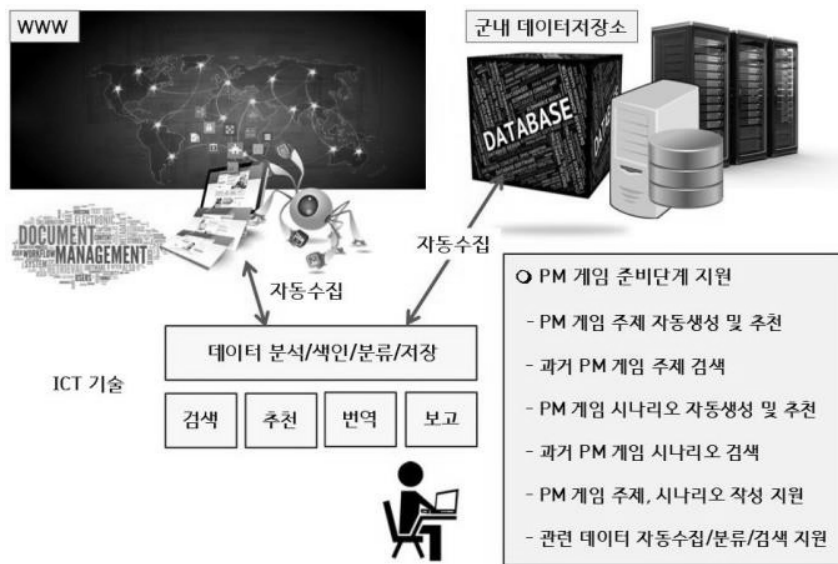 WWW
군내 데이터저장소
DATABASE
DOCUMENT
MANAGEMENT
WORKFLOW
ELECTRONIC
RETRIEVAL
SYSTEM
USERS
자동수집
자동수집
데이터 분석/색인/분류/저장
ICT 기술
검색
추천
번역
보고
○ PM 게임 준비단계 지원
- PM 게임 주제 자동생성 및 추천
- 과거 PM 게임 주제 검색
- PM 게임 시나리오 자동생성 및 추천
- 과거 PM 게임 시나리오 검색
- PM 게임 주제, 시나리오 작성 지원
- 관련 데이터 자동수집/분류/검색 지원